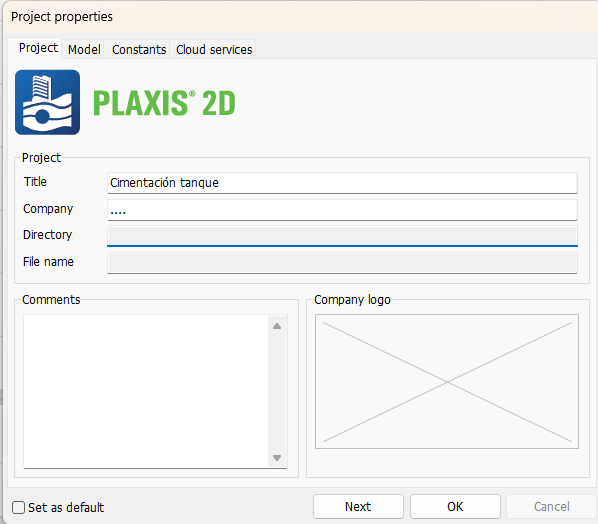 Project properties
Project Model Constants Cloud services
PLAXIS® 2D
Project
Title Cimentación tanque
Company ....
Directory
File name
Comments Company logo
Set as default Next OK Cancel